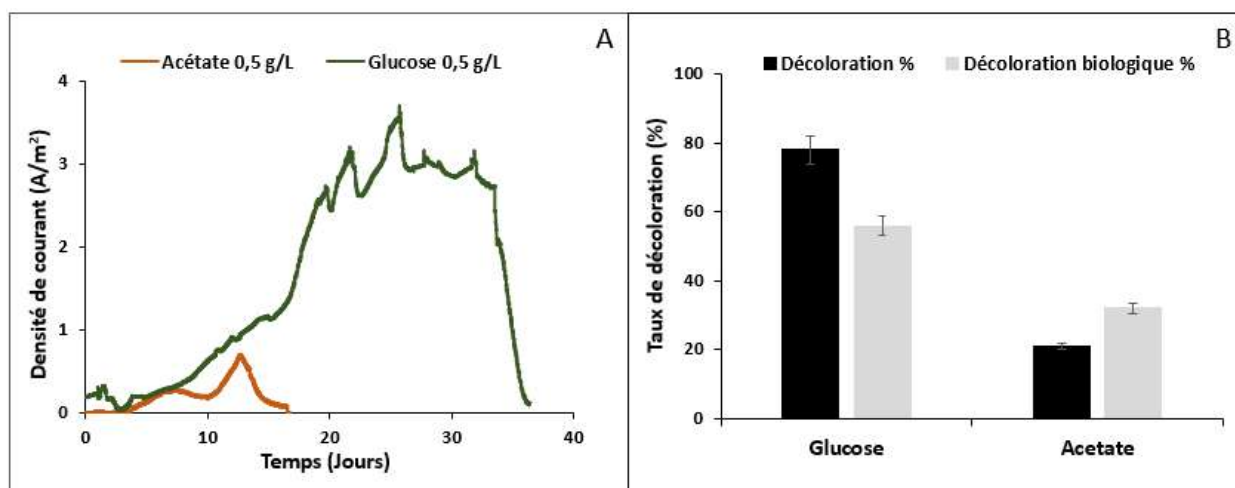 A
Acétate 0,5 g/L
Glucose 0,5 g/L
Densité de courant (A/m²)
4
3
2
1
0
0
10
20
30
40
Temps (Jours)
B
Décoloration %
Décoloration biologique %
Taux de décoloration (%)
100
80
60
40
20
0
Glucose
Acetate